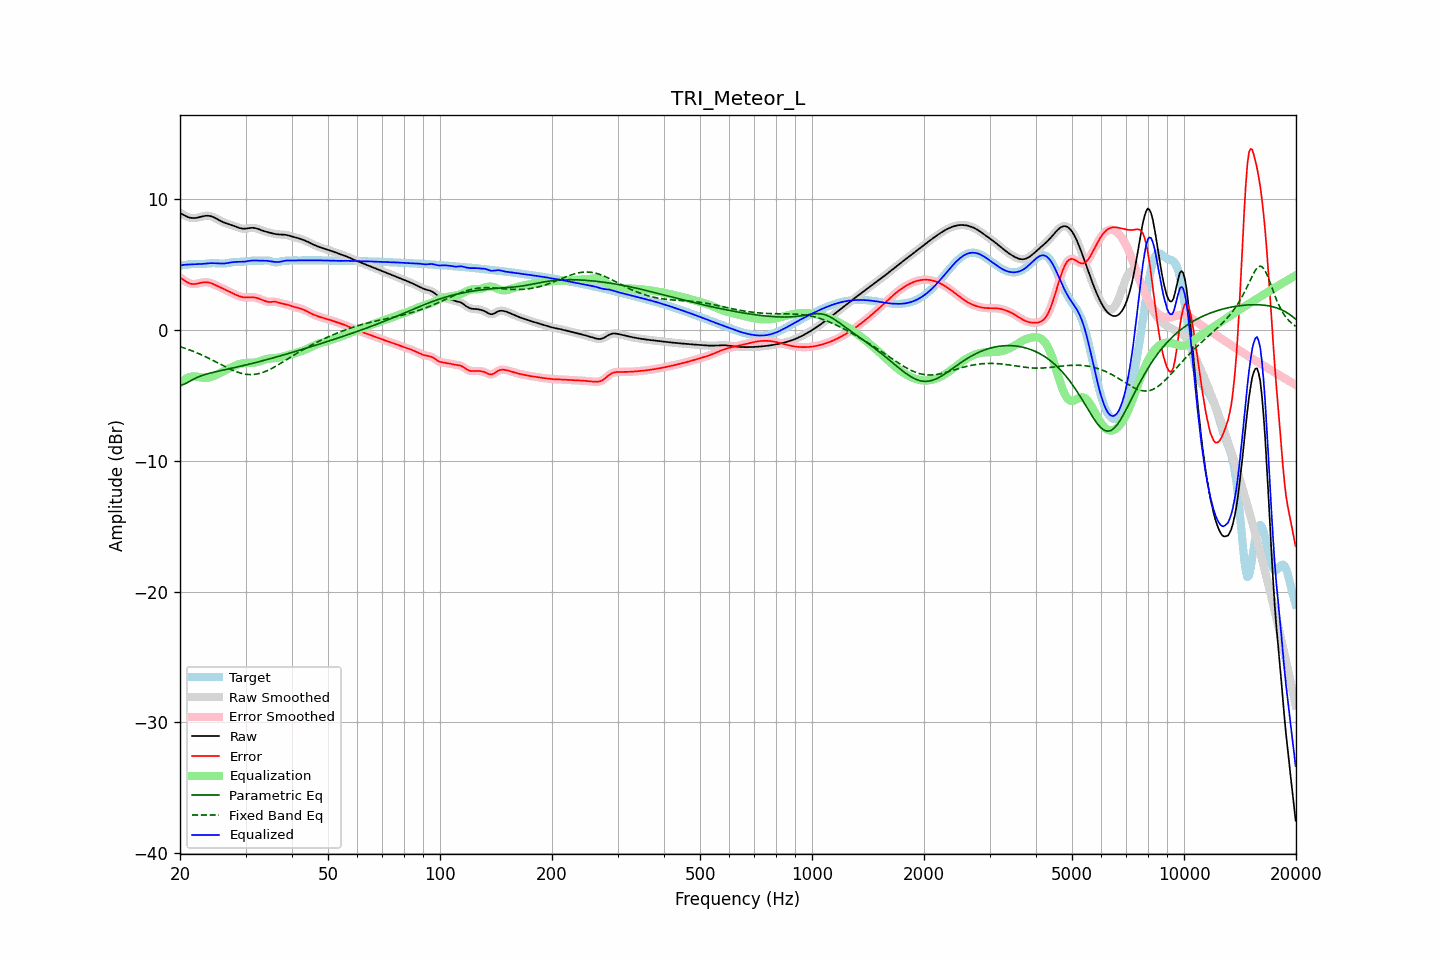 TRI_Meteor_L
10
0
−10
−20
−30
−40
Amplitude (dBr)
Target
Raw Smoothed
Error Smoothed
Raw
Error
Equalization
Parametric Eq
Fixed Band Eq
Equalized
20 50 100 200 500 1000 2000 5000 10000 20000
Frequency (Hz)